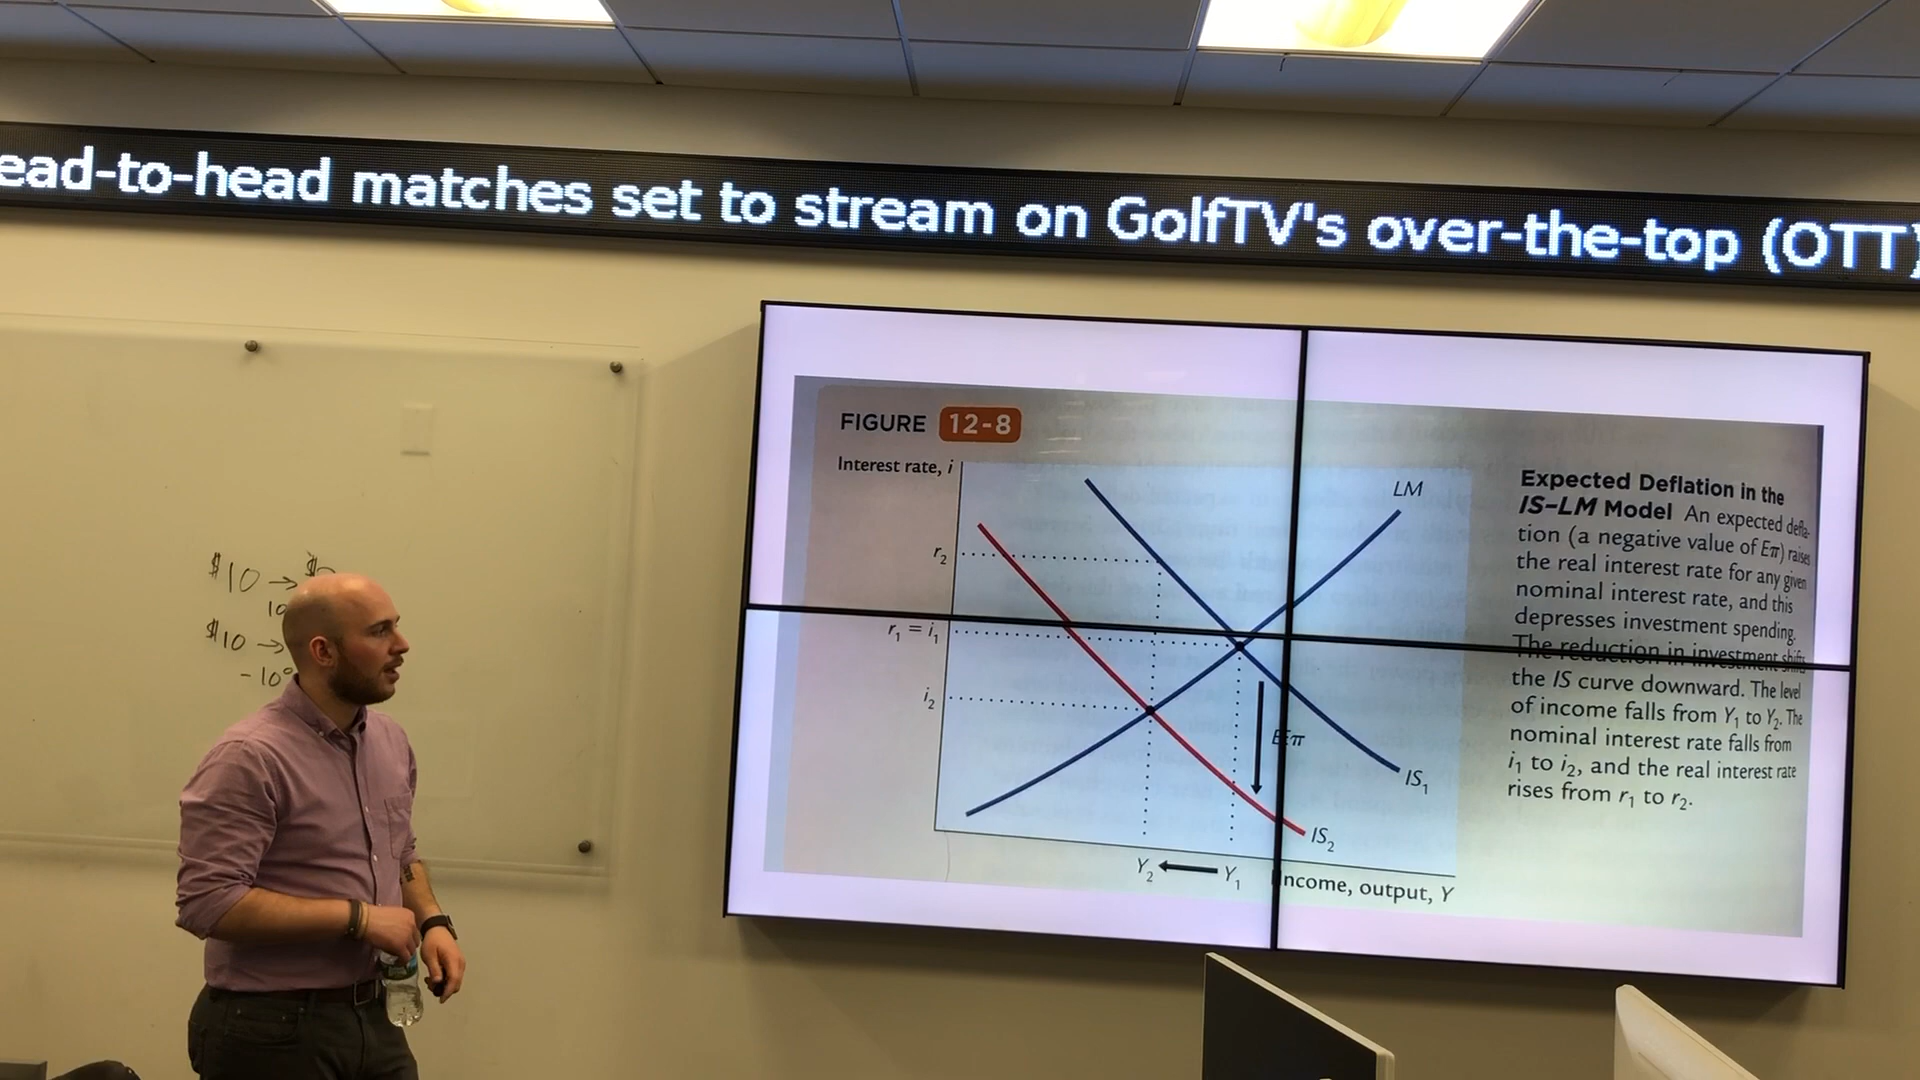 ead-to-head matches set to stream on GolfTV's over-the-top (OTT)
FIGURE 12-8
Interest rate, i
LM
r2
r1 = i1
i2
Eπ
IS1
IS2
Y2 Y1
Income, output, Y
Expected Deflation in the
IS–LM Model An expected defla-
tion (a negative value of Eπ) raises
the real interest rate for any given
nominal interest rate, and this
depresses investment spending.
The reduction in investment shifts
the IS curve downward. The level
of income falls from Y1 to Y2. The
nominal interest rate falls from
i1 to i2, and the real interest rate
rises from r1 to r2.
$10 → $
10
$10 →
-10%